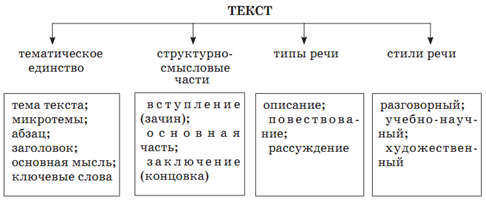 ТЕКСТ
тематическое
единство
структурно-
смысловые
части
типы речи
стили речи
тема текста;
микротемы;
абзац;
заголовок;
основная мысль;
ключевые слова
вступление
(зачин);
основная
часть;
заключение
(концовка)
описание;
повествова-
ние;
рассуждение
разговорный;
учебно-науч-
ный;
художествен-
ный